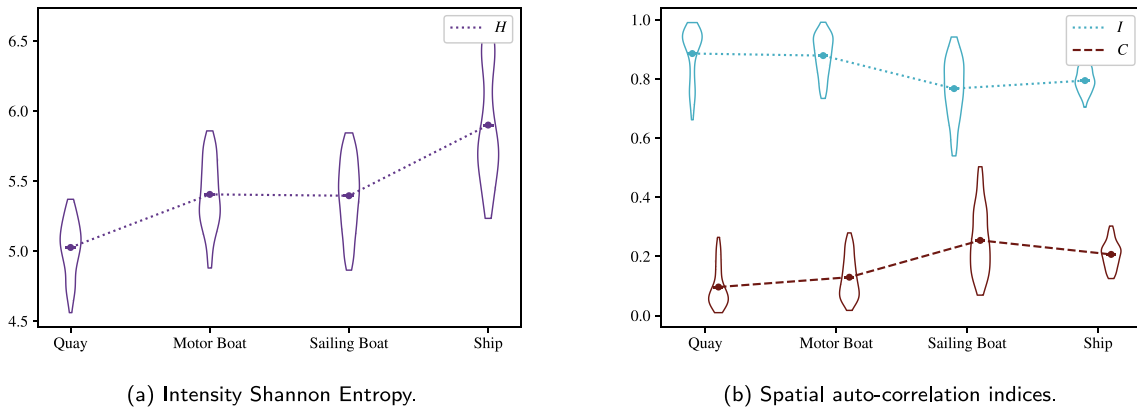 H
6.5
6.0
5.5
5.0
4.5
Quay Motor Boat Sailing Boat Ship
(a) Intensity Shannon Entropy.
I
C
1.0
0.8
0.6
0.4
0.2
0.0
Quay Motor Boat Sailing Boat Ship
(b) Spatial auto-correlation indices.